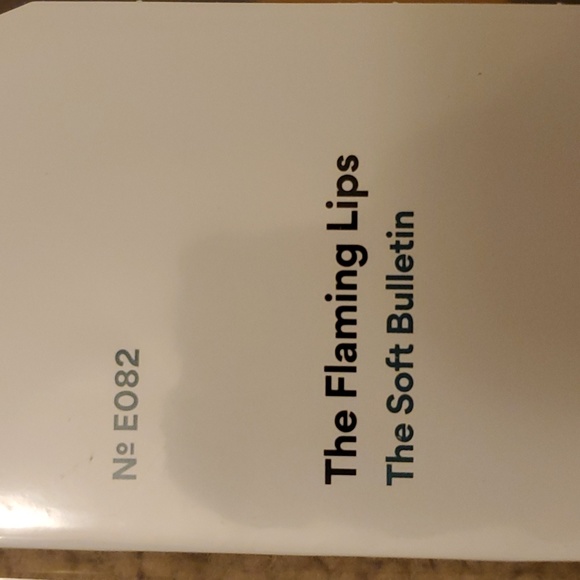 Nº E082
The Flaming Lips
The Soft Bulletin